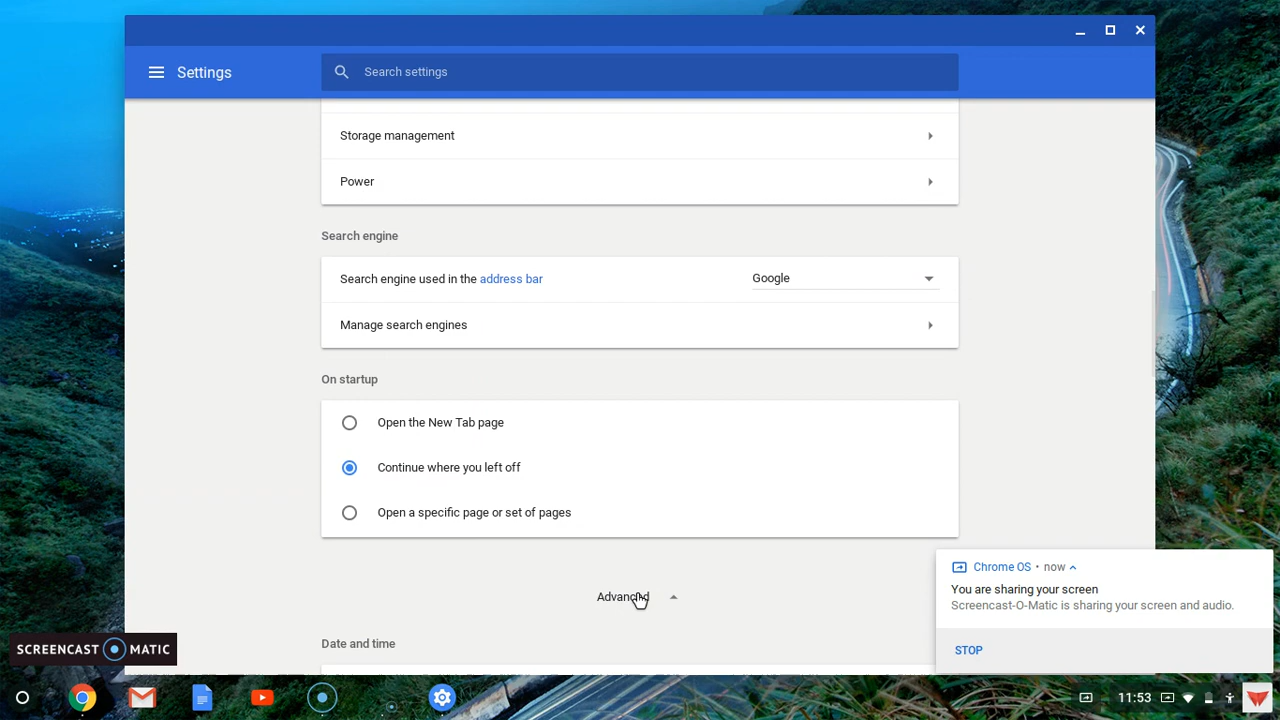 Settings
Search settings
Storage management
Power
Search engine
Search engine used in the address bar
Google
Manage search engines
On startup
Open the New Tab page
Continue where you left off
Open a specific page or set of pages
Advanced
Date and time
Chrome OS • now
You are sharing your screen
Screencast-O-Matic is sharing your screen and audio.
STOP
SCREENCAST MATIC
11:53